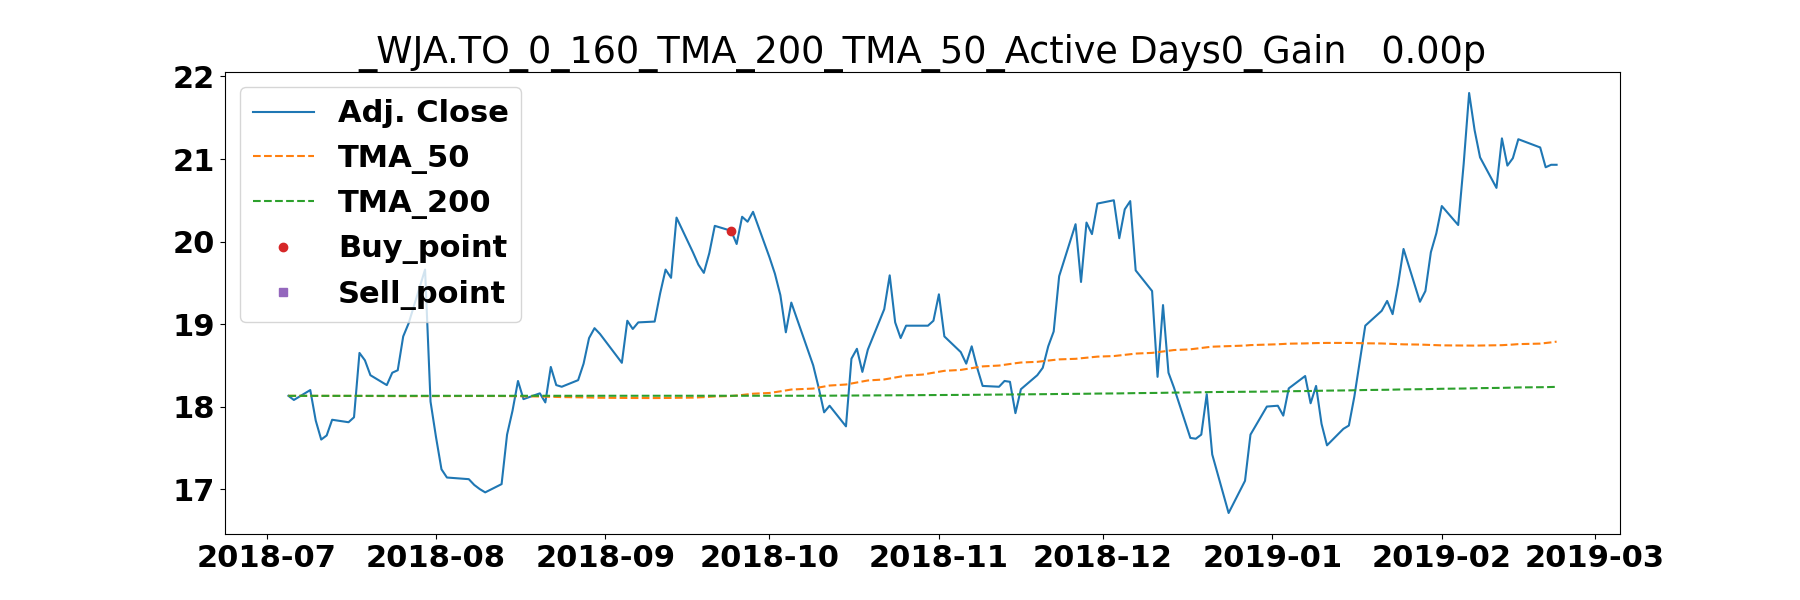 _WJA.TO_0_160_TMA_200_TMA_50_Active Days0_Gain   0.00p
22
21
20
19
18
17
Adj. Close
TMA_50
TMA_200
Buy_point
Sell_point
2018-07 2018-08 2018-09 2018-10 2018-11 2018-12 2019-01 2019-02 2019-03